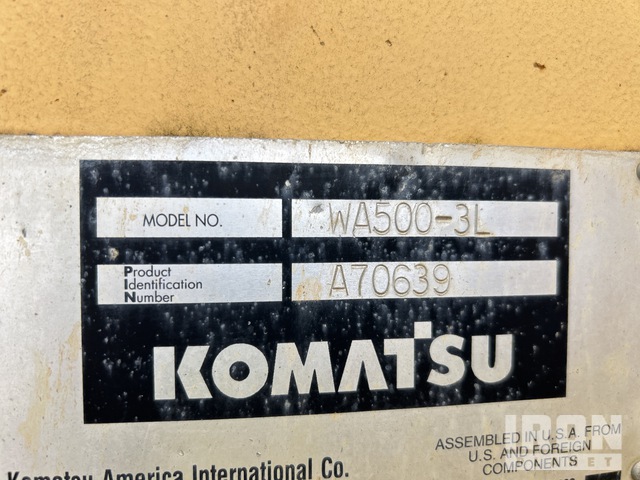 MODEL NO. WA500-3L
Product
Identification A70639
Number
KOMATSU
ASSEMBLED IN U.S.A. FROM
U.S. AND FOREIGN
COMPONENTS
Komatsu America International Co.
IRON